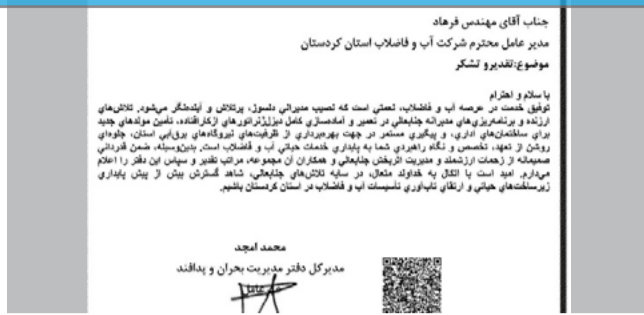 جناب آقای مهندس فرهاد
مدیر عامل محترم شرکت آب و فاضلاب استان کردستان
موضوع:تقدیرو تشکر
با سلام و احترام
توفیق خدمت در عرصه آب و فاضلاب، نعمتی است که نصیب مدیرانی دلسوز، پرتلاش و آینده‌نگر می‌شود. تلاش‌های
ارزنده و برنامه‌ریزی‌های مدبرانه جنابعالی در تعمیر و آماده‌سازی کامل دیزل‌ژنراتورهای ازکارافتاده، تأمین مولدهای جدید
برای ساختمان‌های اداری، و پیگیری مستمر در جهت بهره‌برداری از ظرفیت‌های نیروگاه‌های برق‌آبی استان، جلوه‌ای
روشن از تعهد، تخصص و نگاه راهبردی شما به پایداری خدمات حیاتی آب و فاضلاب است. بدین‌وسیله، ضمن قدردانی
صمیمانه از زحمات ارزشمند و مدیریت اثربخش جنابعالی و همکاران آن مجموعه، مراتب تقدیر و سپاس این دفتر را اعلام
می‌دارم. امید است با اتکال به خداوند متعال، در سایه تلاش‌های جنابعالی، شاهد گسترش بیش از پیش پایداری
زیرساخت‌های حیاتی و ارتقای تاب‌آوری تأسیسات آب و فاضلاب در استان کردستان باشیم.
محمد امجد
مدیرکل دفتر مدیریت بحران و پدافند